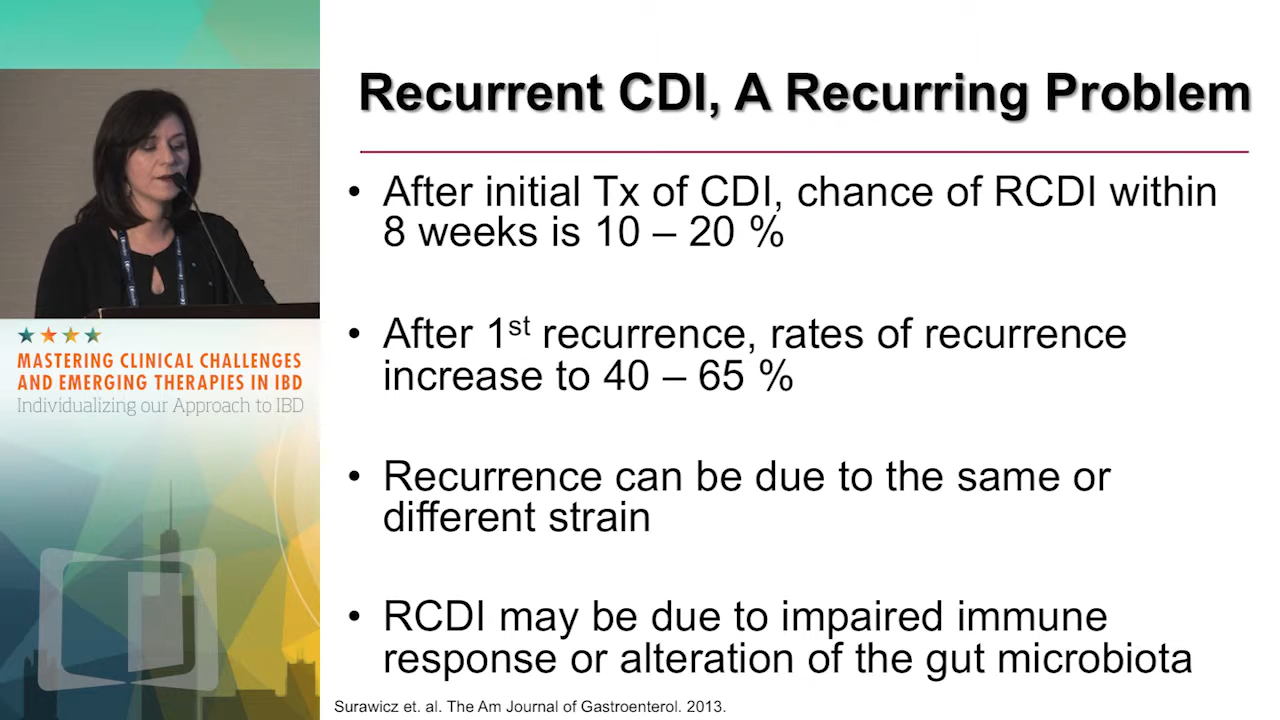 Recurrent CDI, A Recurring Problem
• After initial Tx of CDI, chance of RCDI within
8 weeks is 10 – 20 %
• After 1st recurrence, rates of recurrence
increase to 40 – 65 %
• Recurrence can be due to the same or
different strain
• RCDI may be due to impaired immune
response or alteration of the gut microbiota
Surawicz et. al. The Am Journal of Gastroenterol. 2013.
MASTERING CLINICAL CHALLENGES
AND EMERGING THERAPIES IN IBD
Individualizing our Approach to IBD